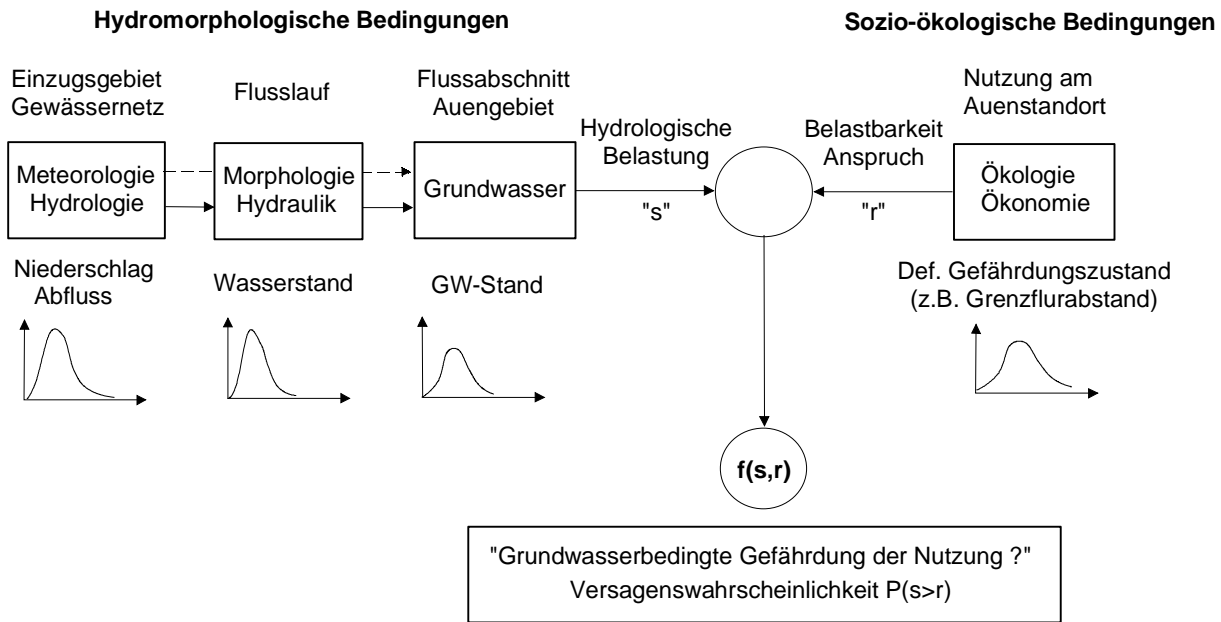 Hydromorphologische Bedingungen
Sozio-ökologische Bedingungen
Einzugsgebiet
Gewässernetz
Flusslauf
Flussabschnitt
Auengebiet
Nutzung am
Auenstandort
Hydrologische
Belastung
Belastbarkeit
Anspruch
Meteorologie
Hydrologie
Morphologie
Hydraulik
Grundwasser
"s"
"r"
Ökologie
Ökonomie
Niederschlag
Abfluss
Wasserstand
GW-Stand
Def. Gefährdungszustand
(z.B. Grenzflurabstand)
f(s,r)
"Grundwasserbedingte Gefährdung der Nutzung ?"
Versagenswahrscheinlichkeit P(s>r)